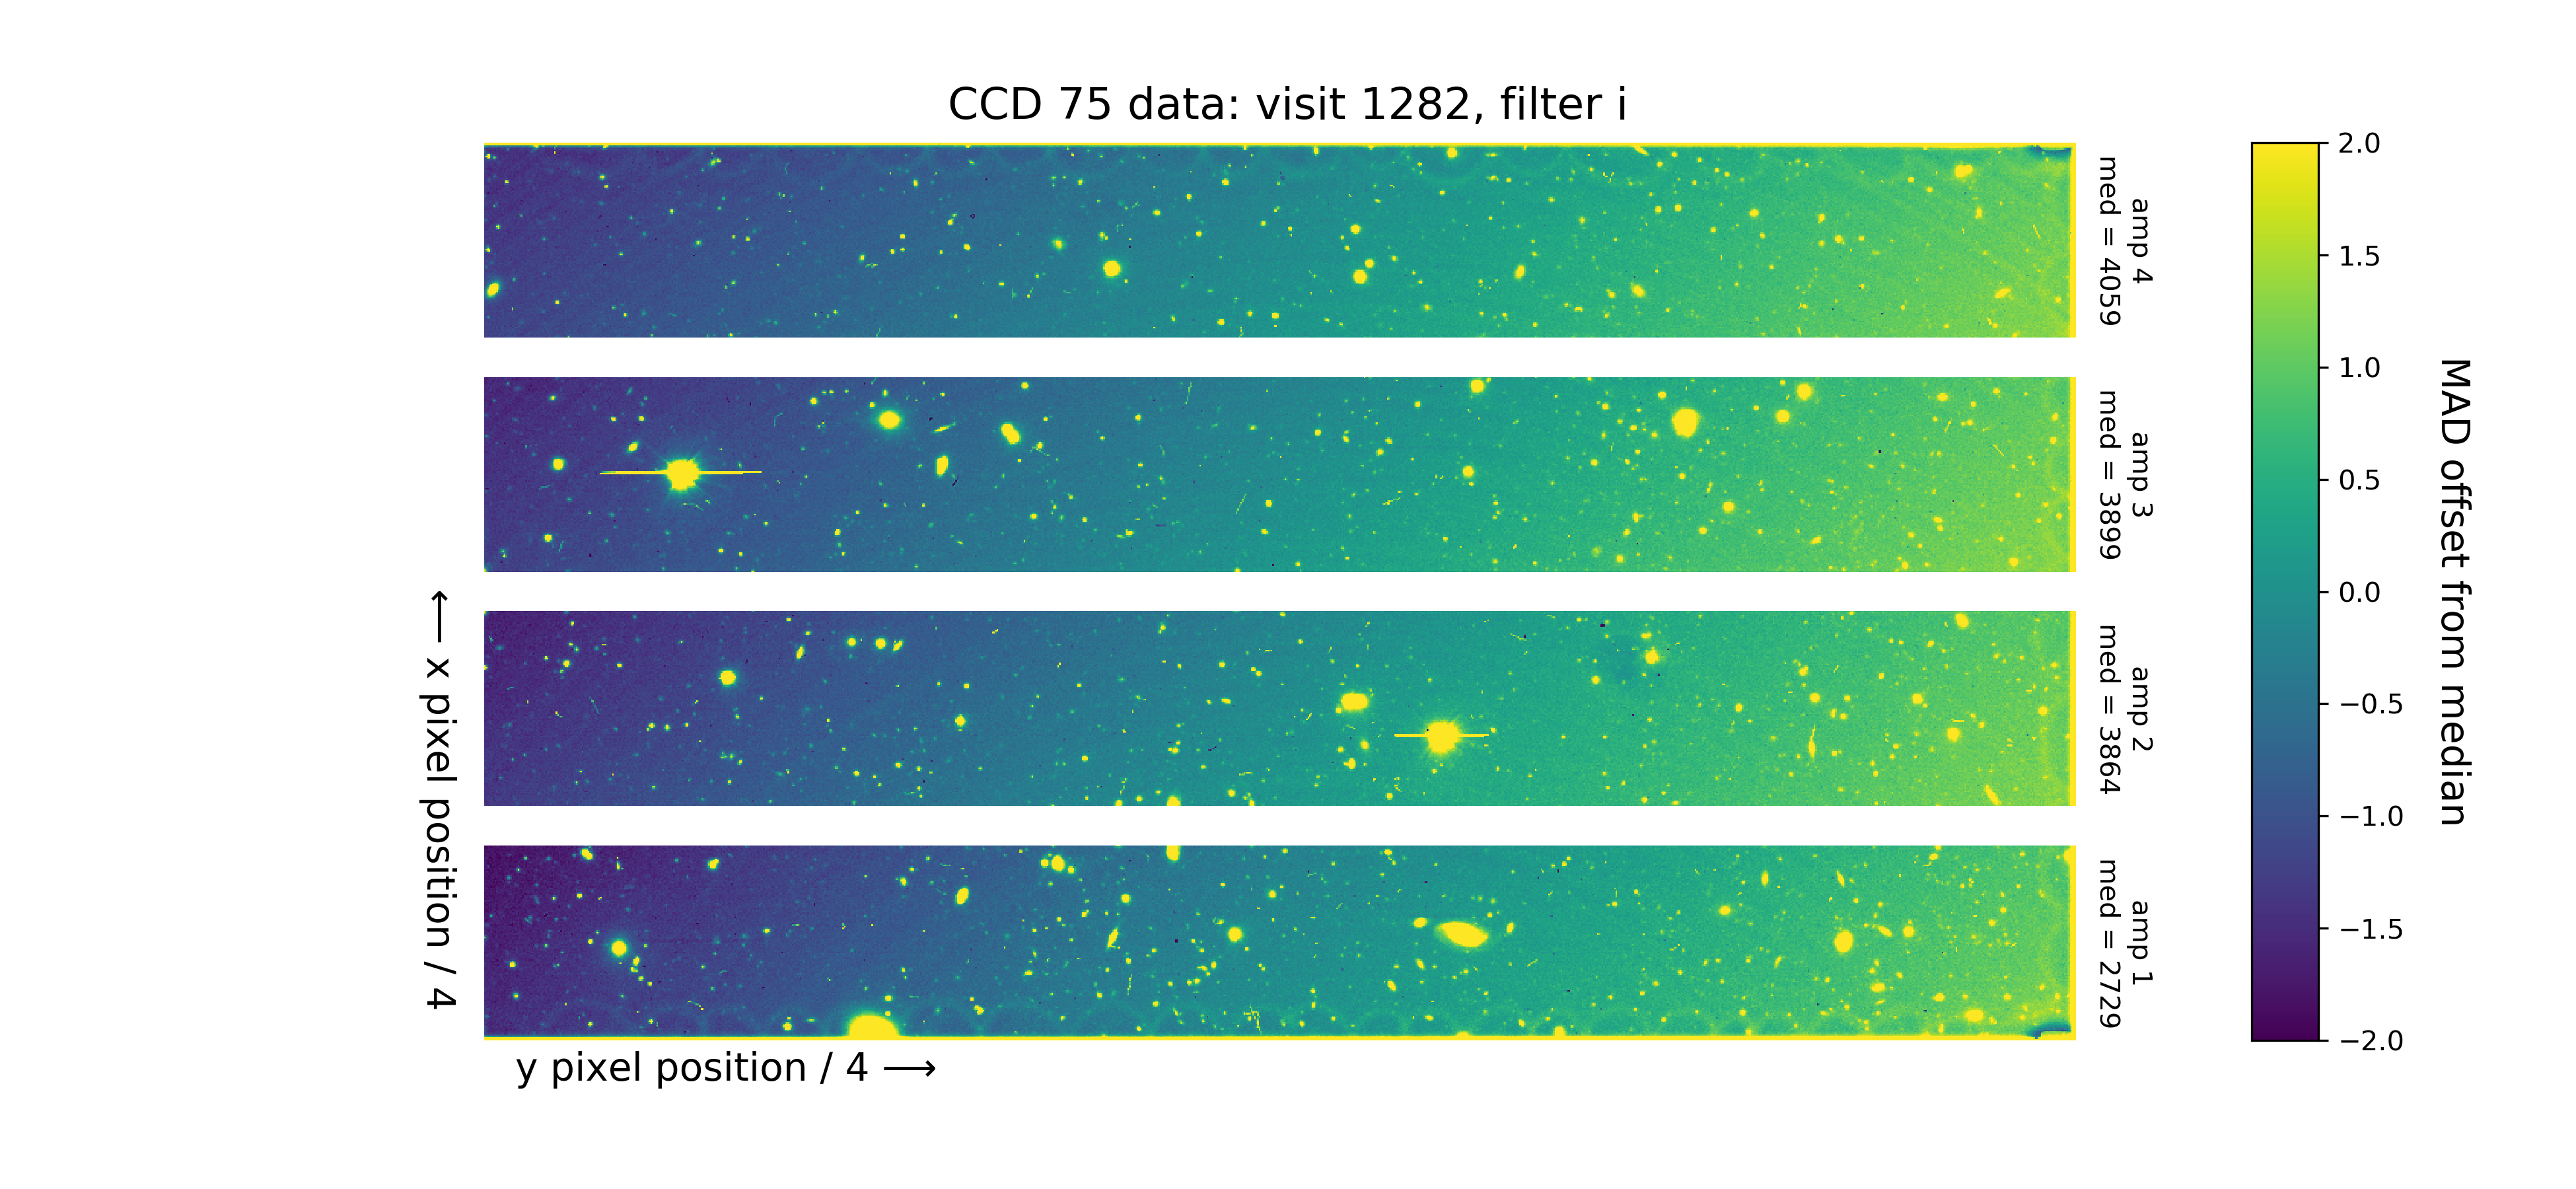 CCD 75 data: visit 1282, filter i
amp 4
med = 4059
amp 3
med = 3899
amp 2
med = 3864
amp 1
med = 2729
⟵ x pixel position / 4
y pixel position / 4 ⟶
2.0
1.5
1.0
0.5
0.0
−0.5
−1.0
−1.5
−2.0
MAD offset from median